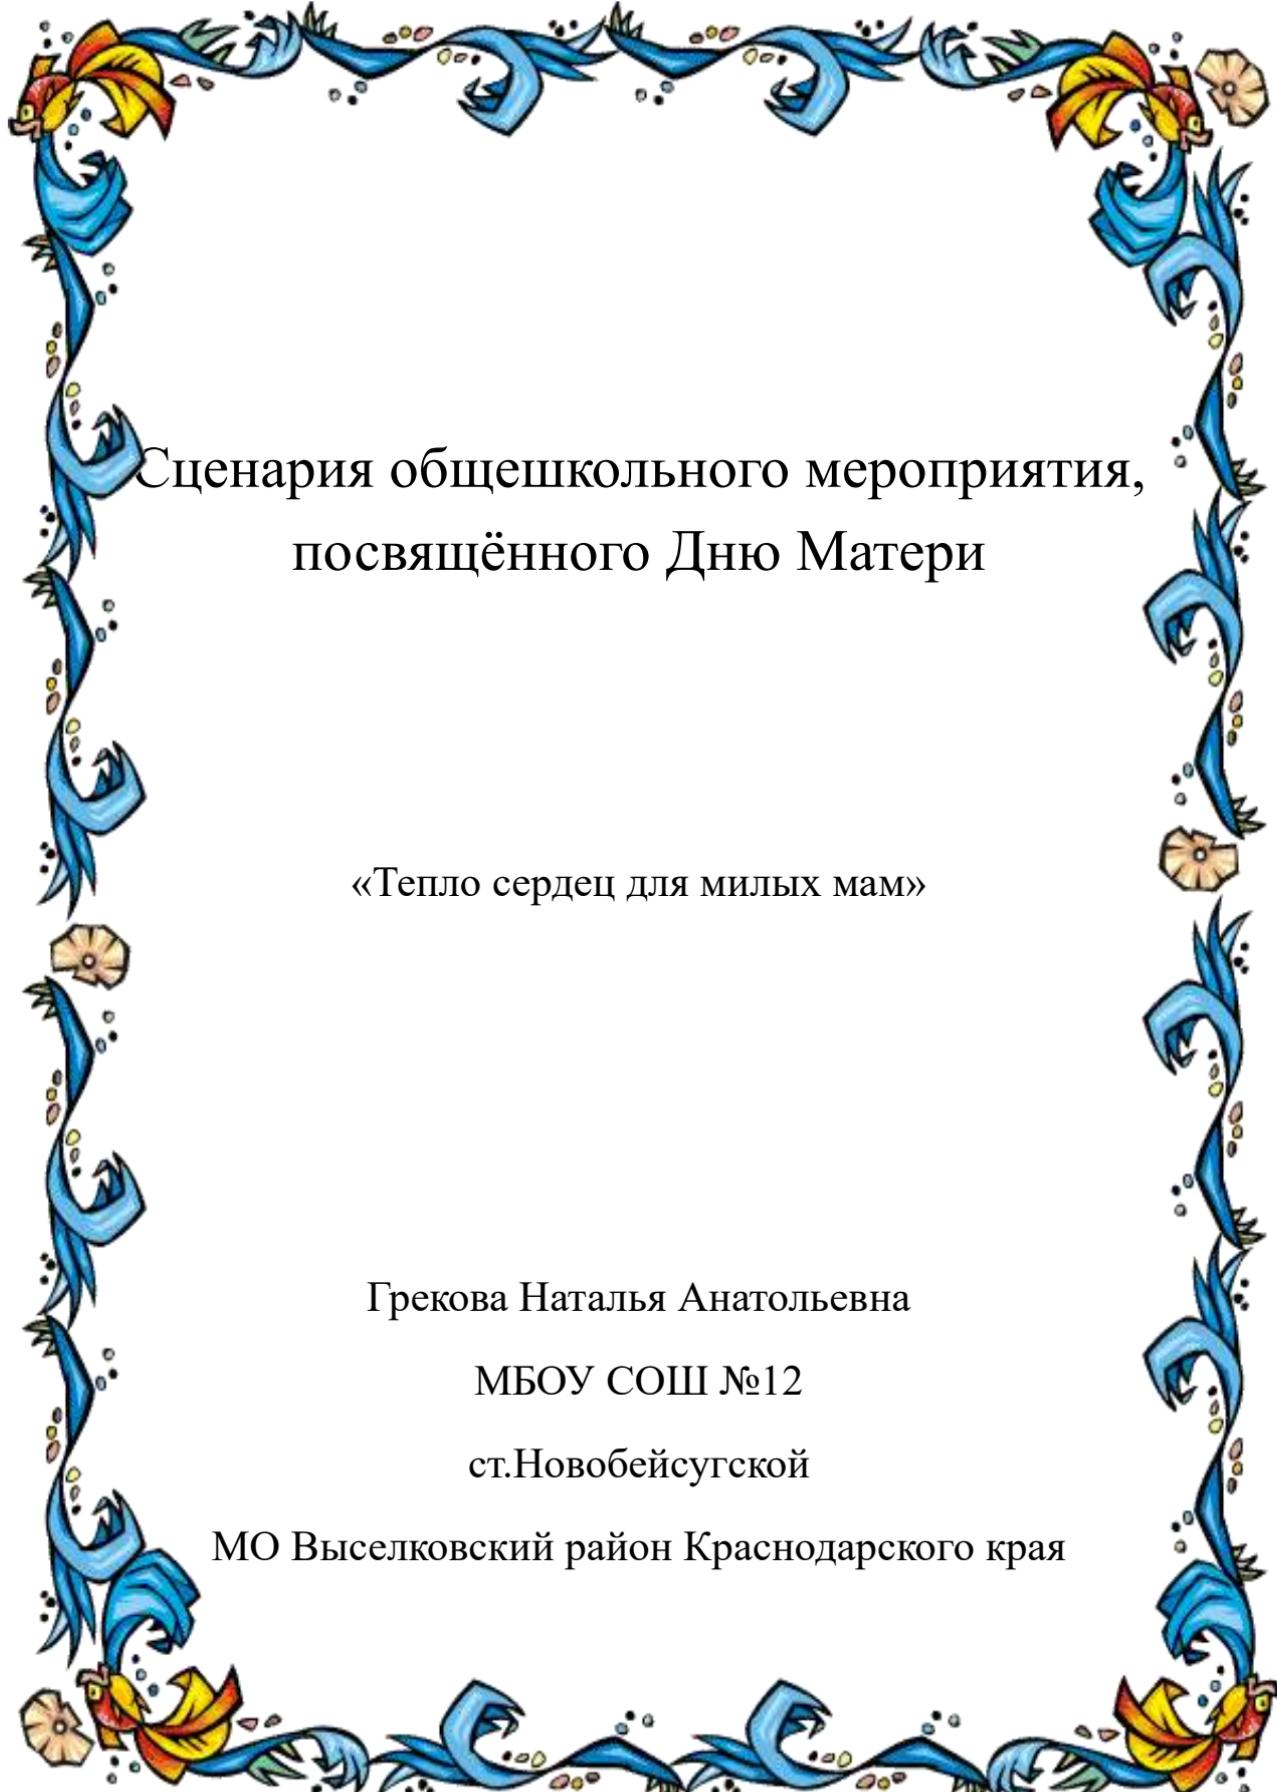 Сценария общешкольного мероприятия,
посвящённого Дню Матери
«Тепло сердец для милых мам»
Грекова Наталья Анатольевна
МБОУ СОШ №12
ст.Новобейсугской
МО Выселковский район Краснодарского края